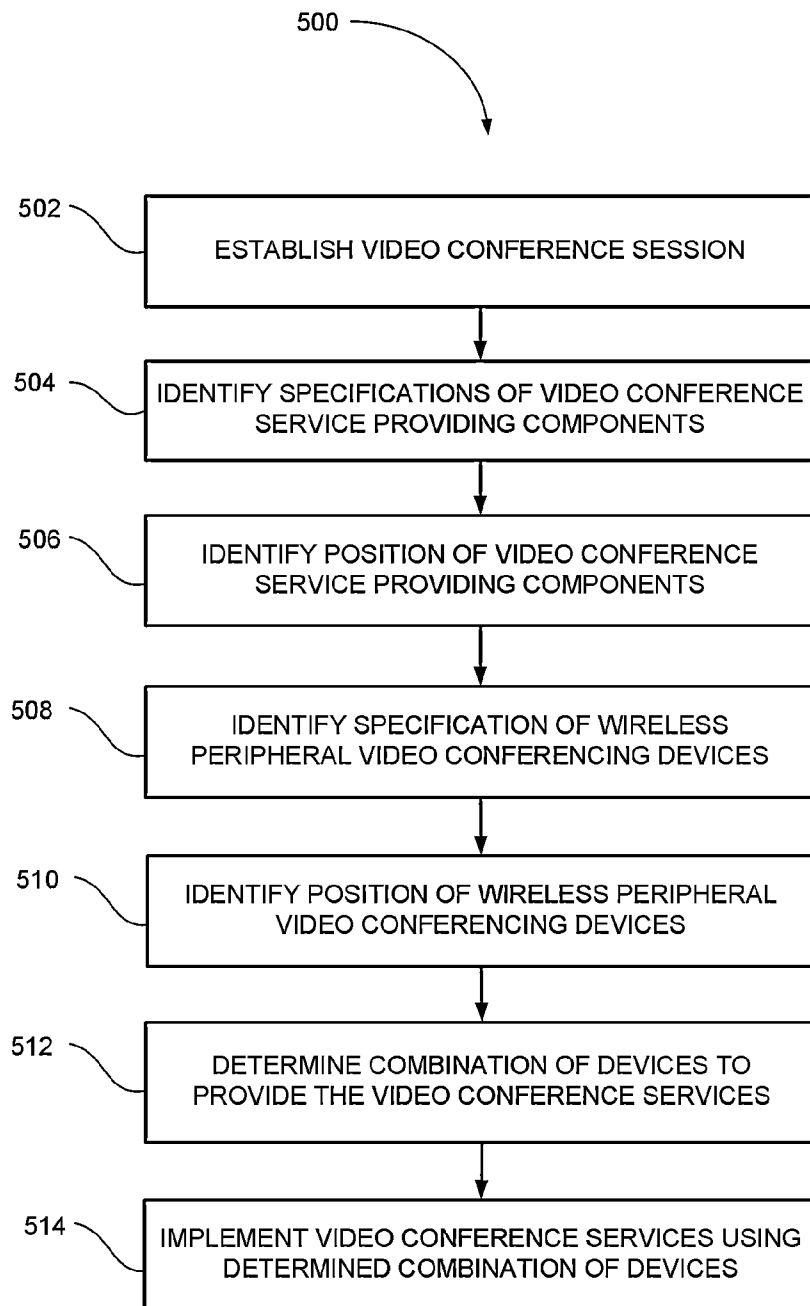 500
502
ESTABLISH VIDEO CONFERENCE SESSION
504
IDENTIFY SPECIFICATIONS OF VIDEO CONFERENCE
SERVICE PROVIDING COMPONENTS
506
IDENTIFY POSITION OF VIDEO CONFERENCE
SERVICE PROVIDING COMPONENTS
508
IDENTIFY SPECIFICATION OF WIRELESS
PERIPHERAL VIDEO CONFERENCING DEVICES
510
IDENTIFY POSITION OF WIRELESS PERIPHERAL
VIDEO CONFERENCING DEVICES
512
DETERMINE COMBINATION OF DEVICES TO
PROVIDE THE VIDEO CONFERENCE SERVICES
514
IMPLEMENT VIDEO CONFERENCE SERVICES USING
DETERMINED COMBINATION OF DEVICES